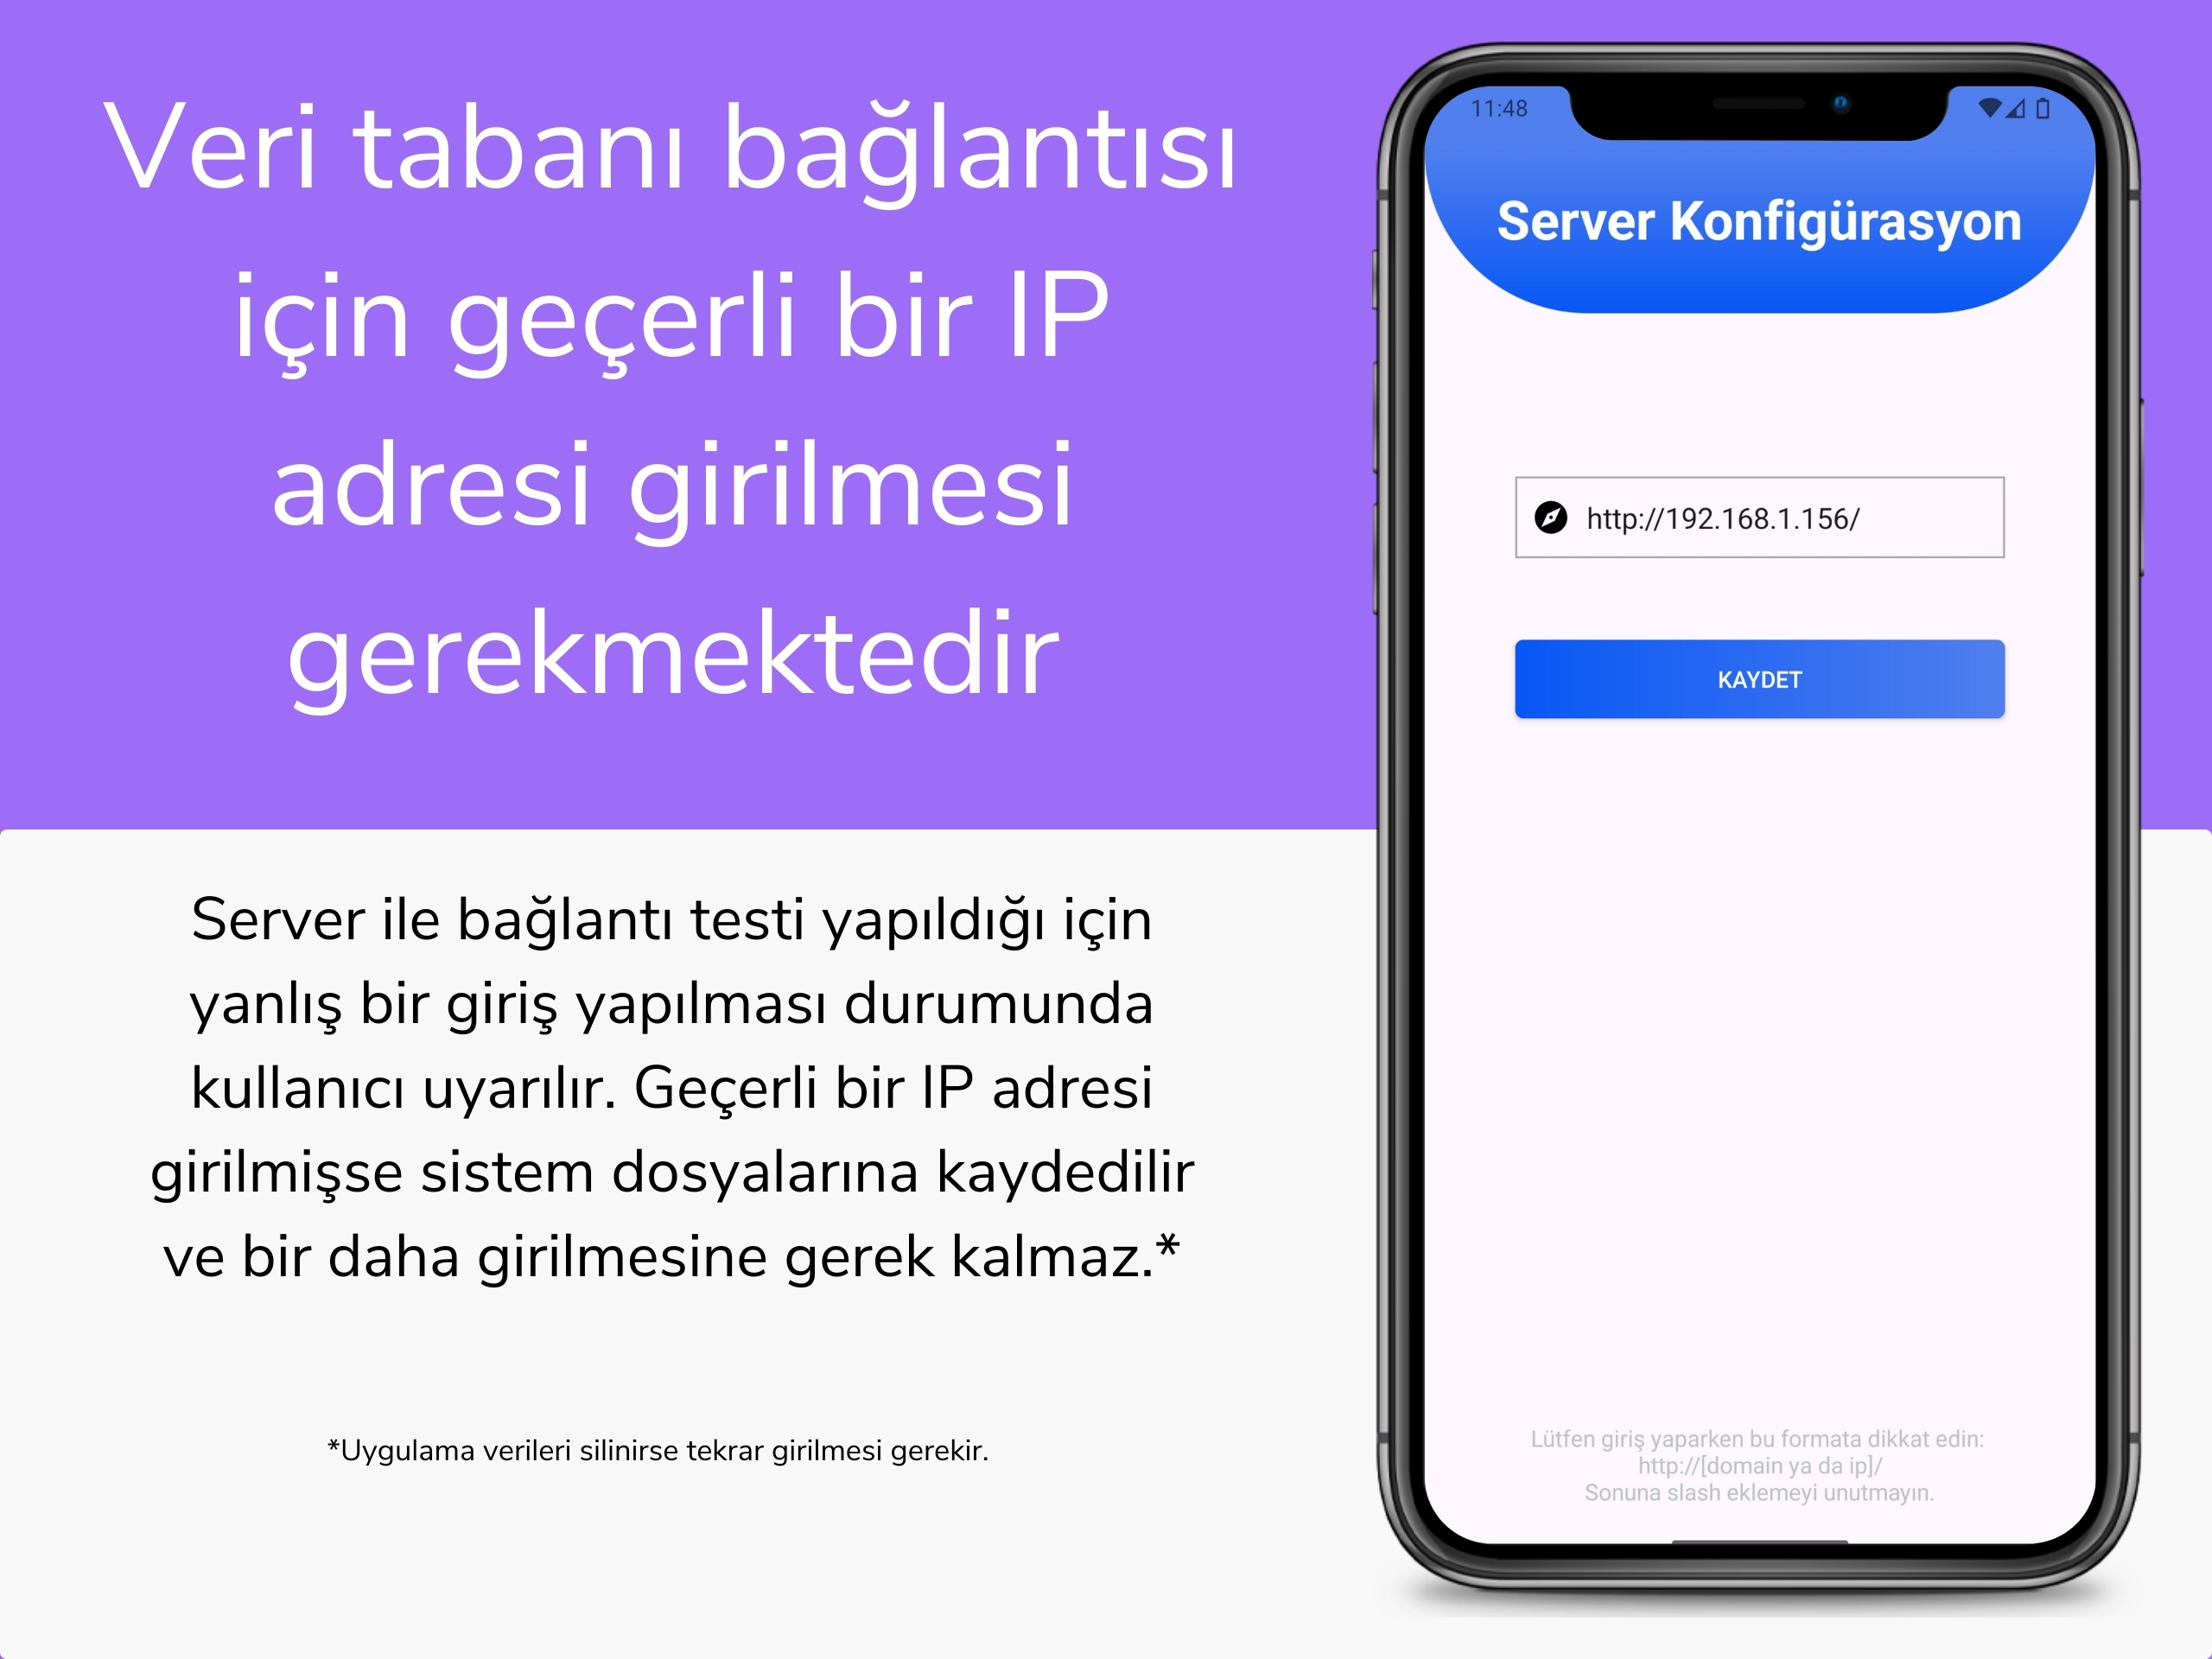 Veri tabanı bağlantısı
için geçerli bir IP
adresi girilmesi
gerekmektedir
Server ile bağlantı testi yapıldığı için
yanlış bir giriş yapılması durumunda
kullanıcı uyarılır. Geçerli bir IP adresi
girilmişse sistem dosyalarına kaydedilir
ve bir daha girilmesine gerek kalmaz.*
*Uygulama verileri silinirse tekrar girilmesi gerekir.
11:48
Server Konfigürasyon
http://192.168.1.156/
KAYDET
Lütfen giriş yaparken bu formata dikkat edin:
http://[domain ya da ip]/
Sonuna slash eklemeyi unutmayın.